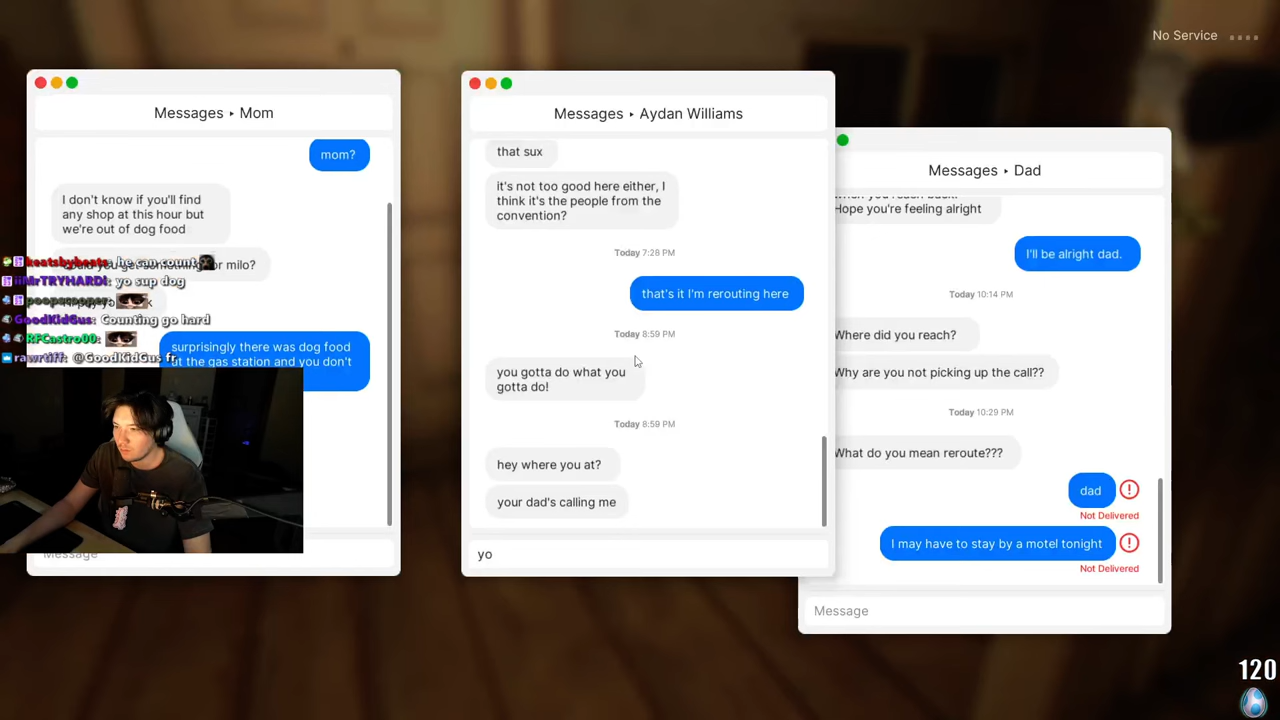 No Service
Messages ▸ Mom
mom?
I don't know if you'll find
any shop at this hour but
we're out of dog food
or milo?
keatsbybeats: he can count
iiMrTRYHARDii: yo sup dog
poopscooper:
GoodKidGus: Counting go hard
RFCastro00:
rawrtiff: @GoodKidGus fr
surprisingly there was dog food
at the gas station and you don't
Message
Messages ▸ Aydan Williams
that sux
it's not too good here either, I
think it's the people from the
convention?
Today 7:28 PM
that's it I'm rerouting here
Today 8:59 PM
you gotta do what you
gotta do!
Today 8:59 PM
hey where you at?
your dad's calling me
yo
Messages ▸ Dad
Hope you're feeling alright
I'll be alright dad.
Today 10:14 PM
Where did you reach?
Why are you not picking up the call??
Today 10:29 PM
What do you mean reroute???
dad
Not Delivered
I may have to stay by a motel tonight
Not Delivered
Message
120